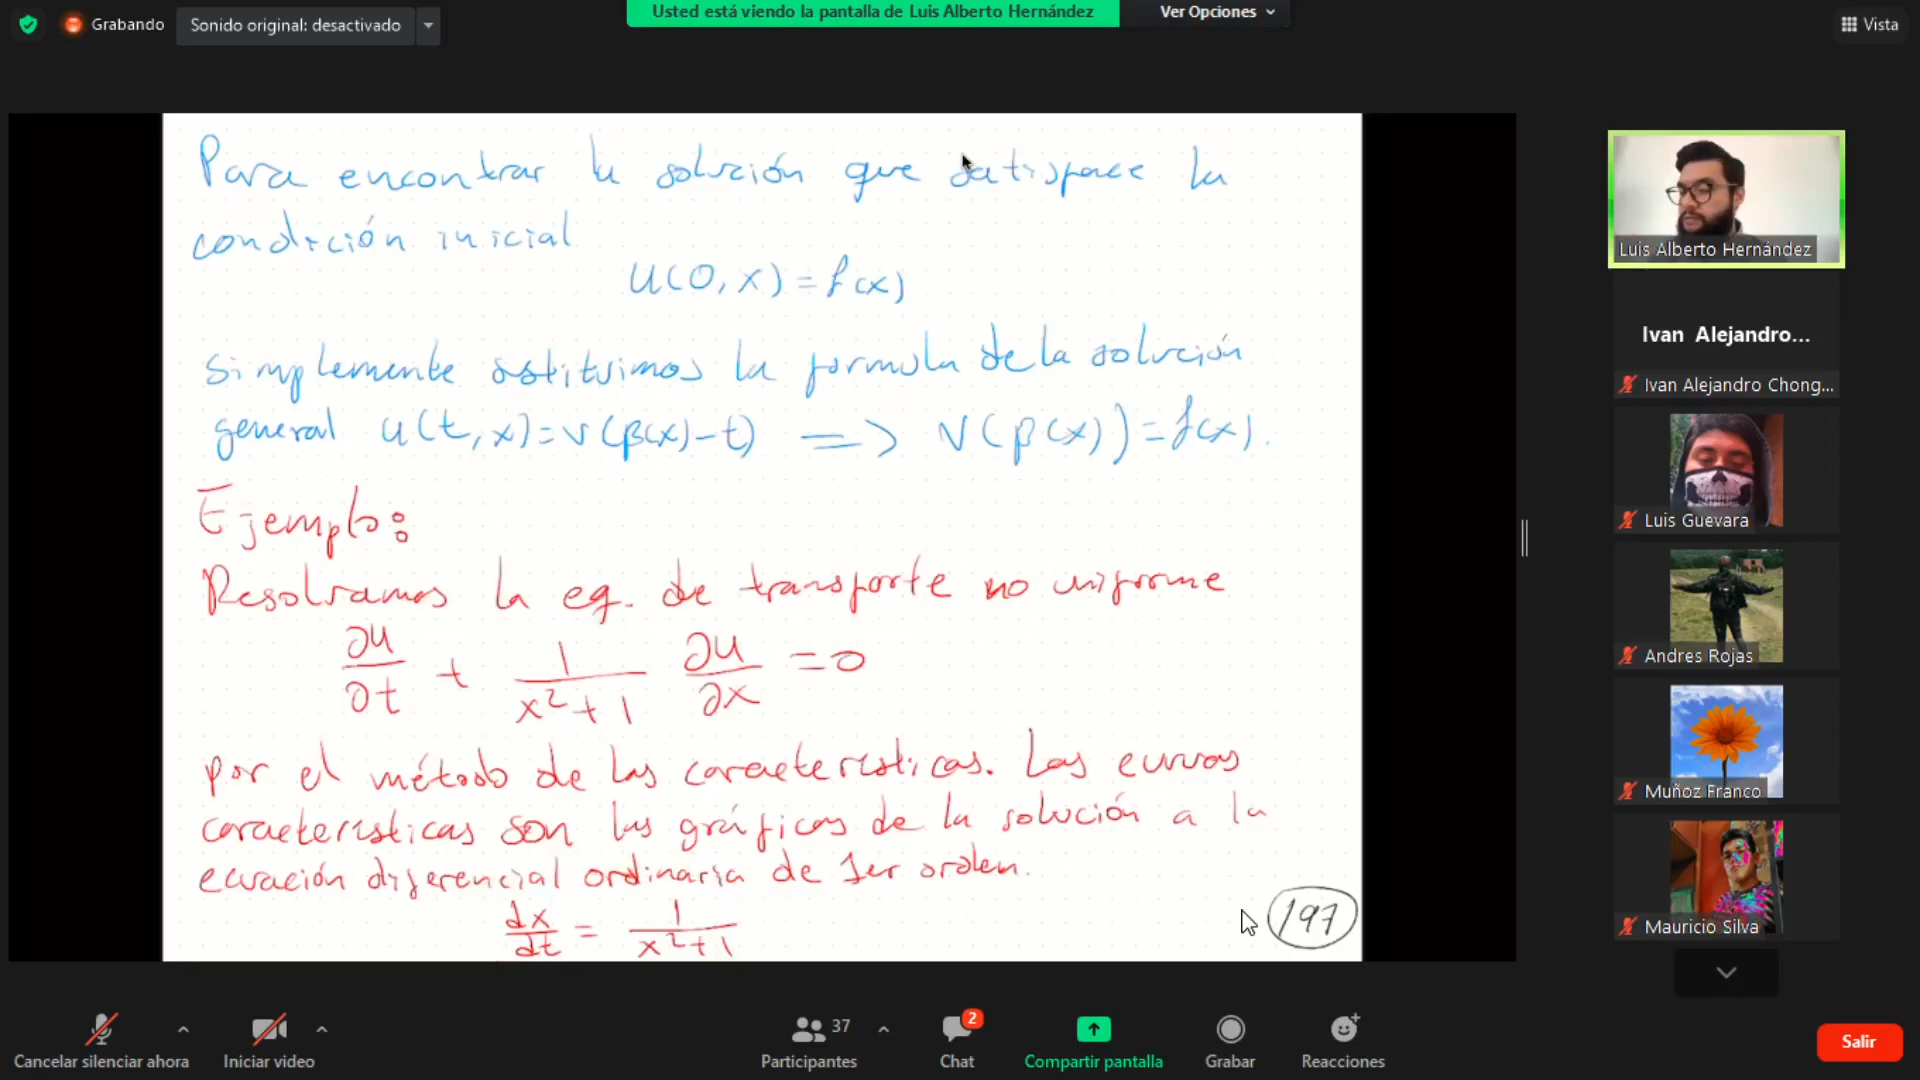 Grabando
Sonido original: desactivado
Usted está viendo la pantalla de Luis Alberto Hernández
Ver Opciones
Vista
Para encontrar la solución que satisface la
condición inicial
u(0,x)=f(x)
simplemente sstituimos la formula de la solución
general u(t,x)=v(β(x)-t) => v(β(x))=f(x).
Ejemplo:
Resolvamos la eq. de transporte no uniforme
∂u/∂t + 1/(x²+1) ∂u/∂x =0
por el método de las características. Las curvas
características son las gráficas de la solución a la
ecuación diferencial ordinaria de 1er orden.
dx/dt = 1/(x²+1)
197
Luis Alberto Hernández
Ivan Alejandro...
Ivan Alejandro Chong...
Luis Guevara
Andres Rojas
Muñoz Franco
Mauricio Silva
Cancelar silenciar ahora
Iniciar video
37
Participantes
2
Chat
Compartir pantalla
Grabar
Reacciones
Salir